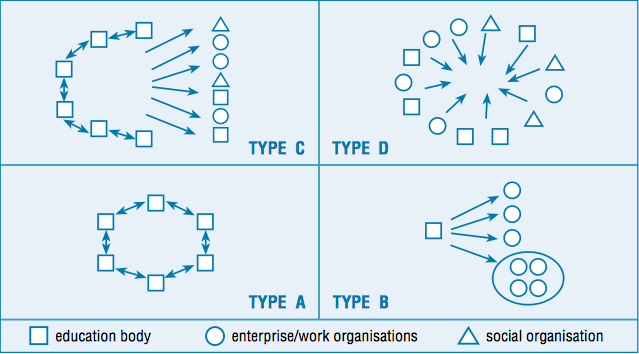 TYPE C
TYPE D
TYPE A
TYPE B
education body
enterprise/work organisations
social organisation